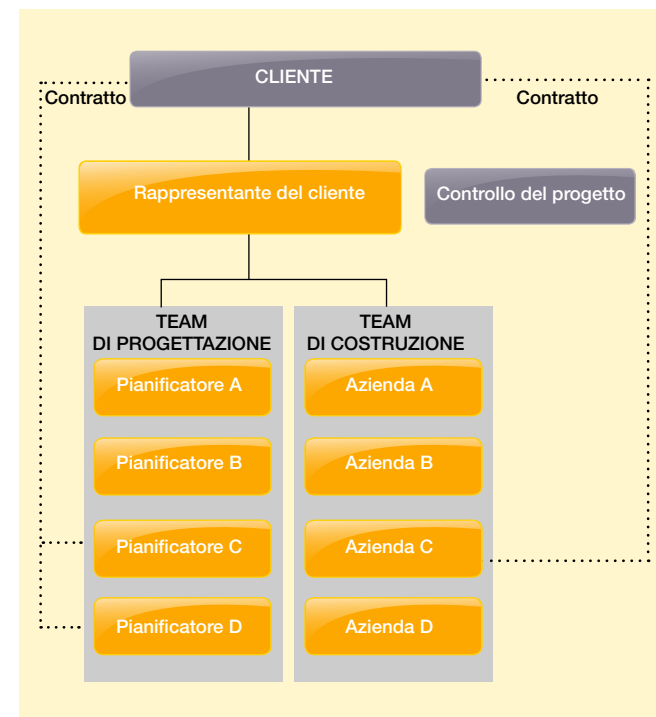 CLIENTE
Contratto
Contratto
Rappresentante del cliente
Controllo del progetto
TEAM
DI PROGETTAZIONE
TEAM
DI COSTRUZIONE
Pianificatore A
Azienda A
Pianificatore B
Azienda B
Pianificatore C
Azienda C
Pianificatore D
Azienda D